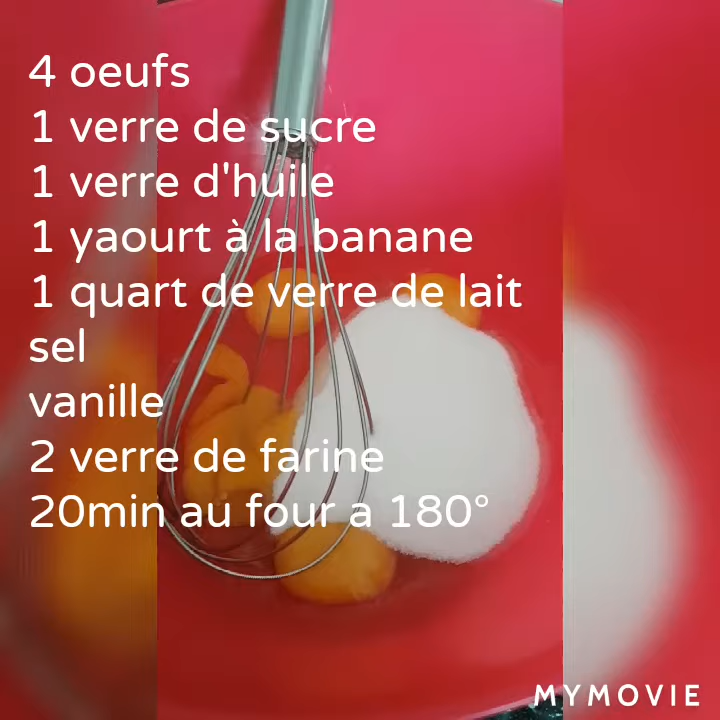 4 oeufs
1 verre de sucre
1 verre d'huile
1 yaourt à la banane
1 quart de verre de lait
sel
vanille
2 verre de farine
20min au four a 180°
MYMOVIE